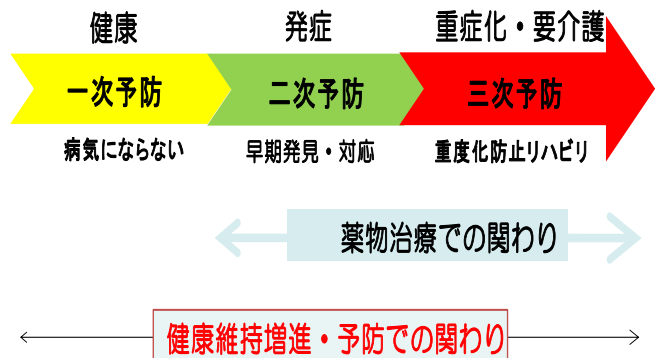 健康 発症 重症化・要介護
一次予防 二次予防 三次予防
病気にならない 早期発見・対応 重度化防止リハビリ
薬物治療での関わり
健康維持増進・予防での関わり